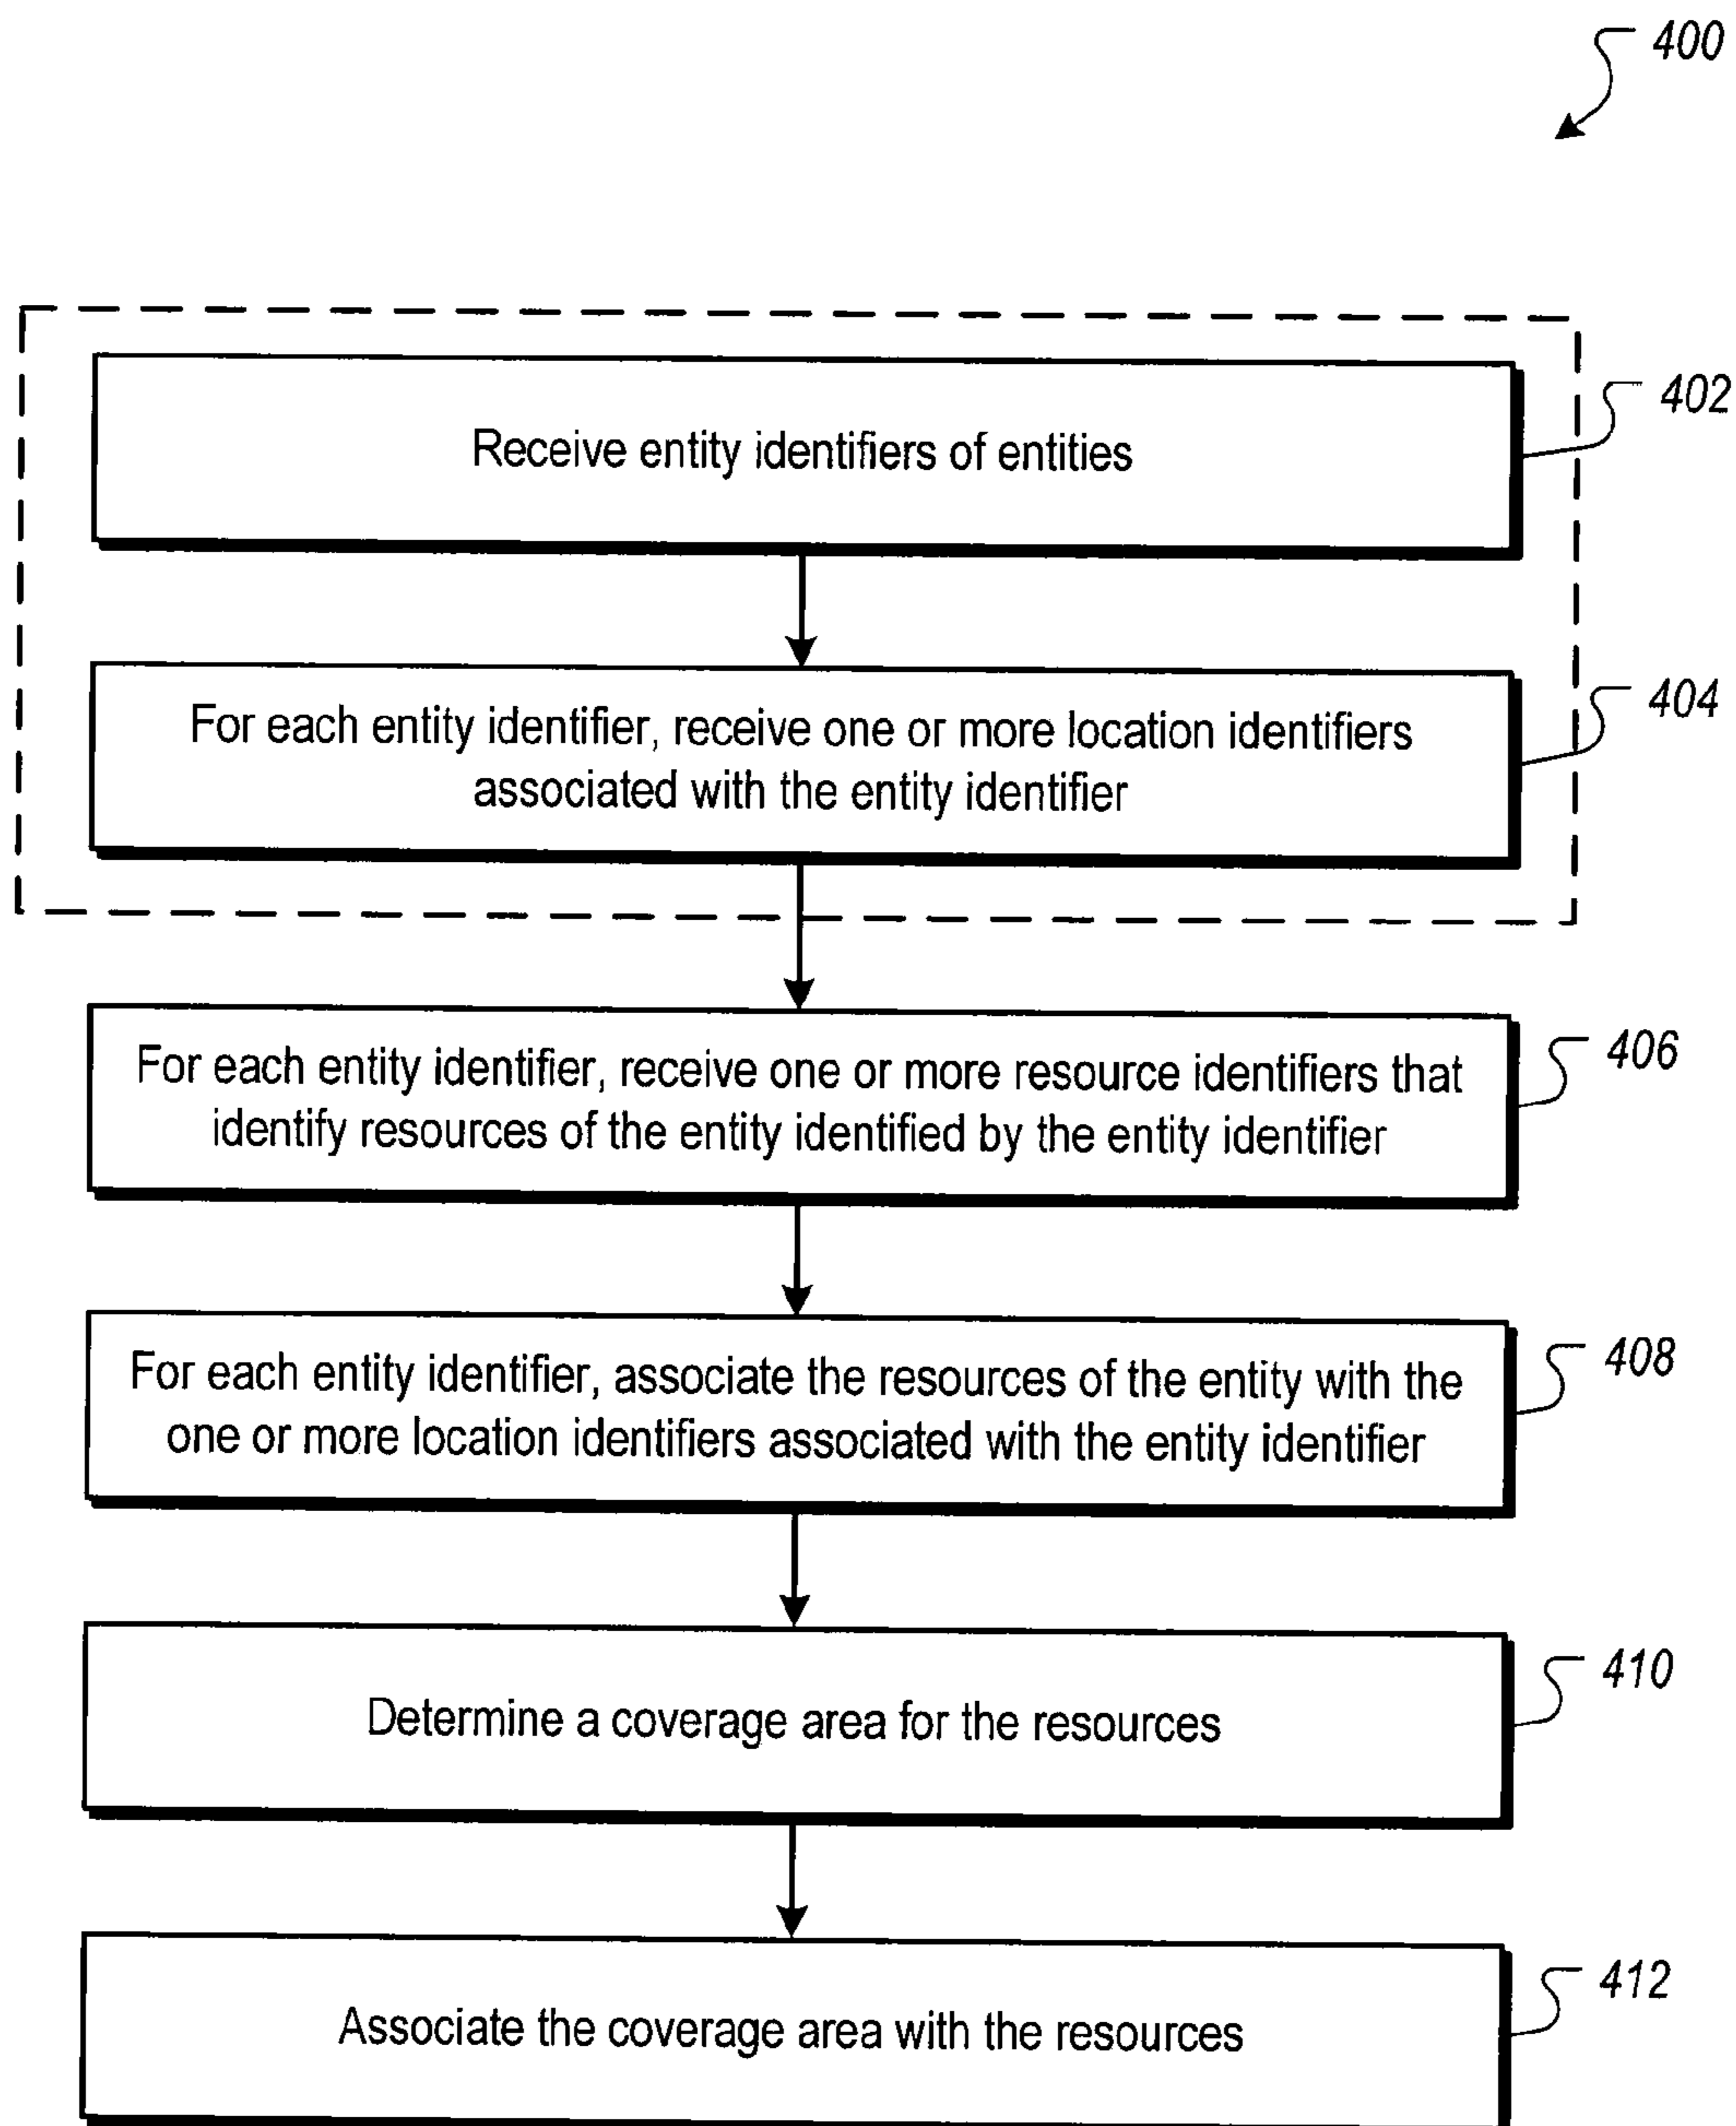 400
Receive entity identifiers of entities
402
For each entity identifier, receive one or more location identifiers
associated with the entity identifier
404
For each entity identifier, receive one or more resource identifiers that
identify resources of the entity identified by the entity identifier
406
For each entity identifier, associate the resources of the entity with the
one or more location identifiers associated with the entity identifier
408
Determine a coverage area for the resources
410
Associate the coverage area with the resources
412